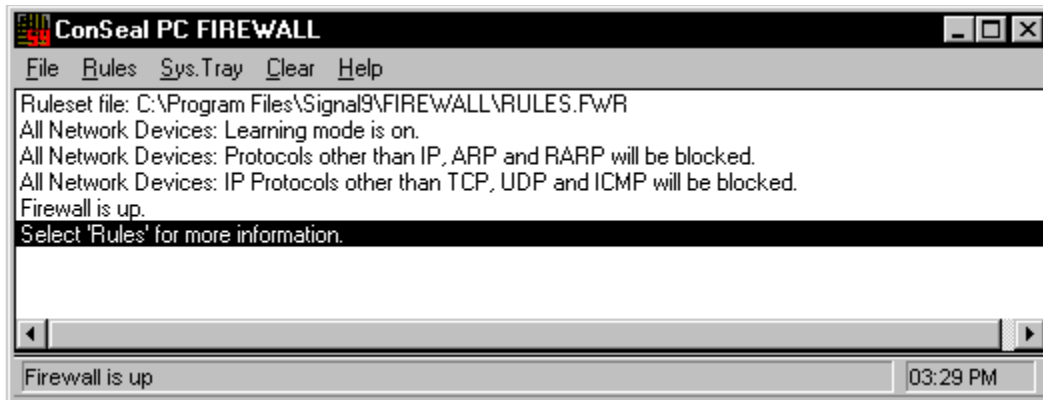 ConSeal PC FIREWALL
File Rules Sys.Tray Clear Help
Ruleset file: C:\Program Files\Signal9\FIREWALL\RULES.FWR
All Network Devices: Learning mode is on.
All Network Devices: Protocols other than IP, ARP and RARP will be blocked.
All Network Devices: IP Protocols other than TCP, UDP and ICMP will be blocked.
Firewall is up.
Select 'Rules' for more information.
Firewall is up 03:29 PM